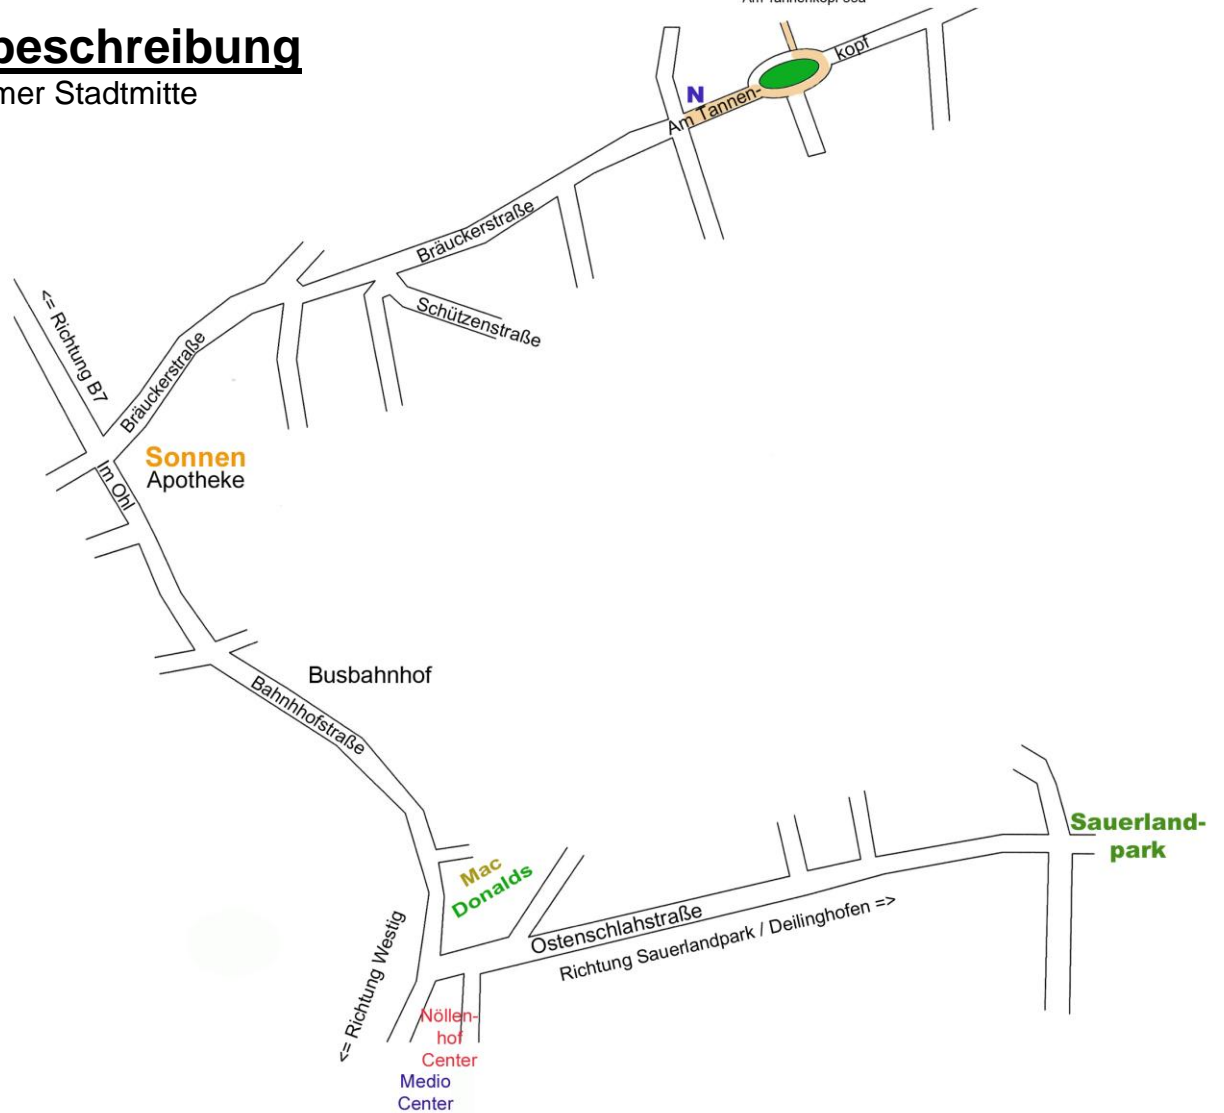 beschreibung
mer Stadtmitte
kopf
N
Am Tannen-
Bräuckerstraße
Schützenstraße
<= Richtung B7
Bräuckerstraße
Sonnen
Apotheke
Im Ohl
Busbahnhof
Bahnhhofstraße
Sauerland-
park
Mac
Donalds
Ostenschlahstraße
Richtung Sauerlandpark / Deilinghofen =>
<= Richtung Westig
Nöllen-
hof
Center
Medio
Center